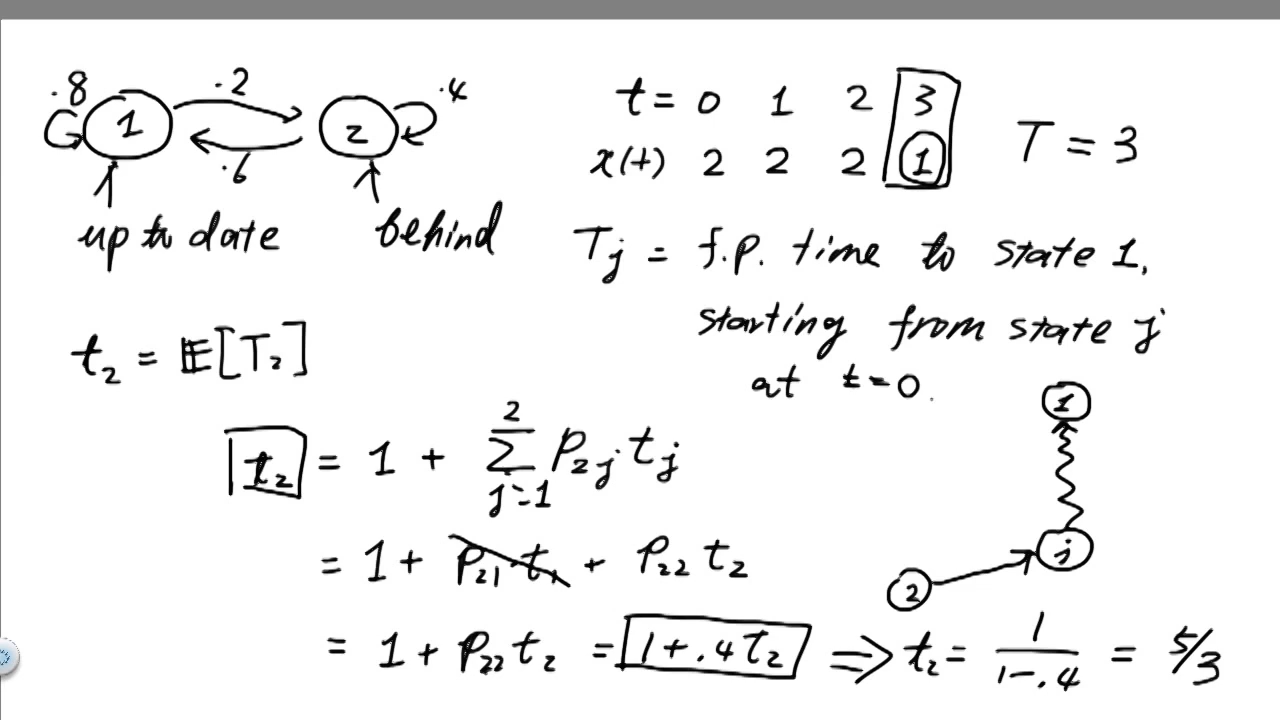 .8 .2 .4
1 2
.6
up to date behind
t = 0 1 2 3
x(t) 2 2 2 1
T = 3
Tj = f.p. time to state 1,
starting from state j
at t=0.
t₂ = 𝔼[T₂]
t₂ = 1 + ∑_{j=1}^{2} P₂j tj
= 1 + P₂₁ t₁ + P₂₂ t₂
= 1 + P₂₂ t₂ = 1 + .4 t₂ ⇒ t₂ = 1/(1-.4) = 5/3
1
j
2